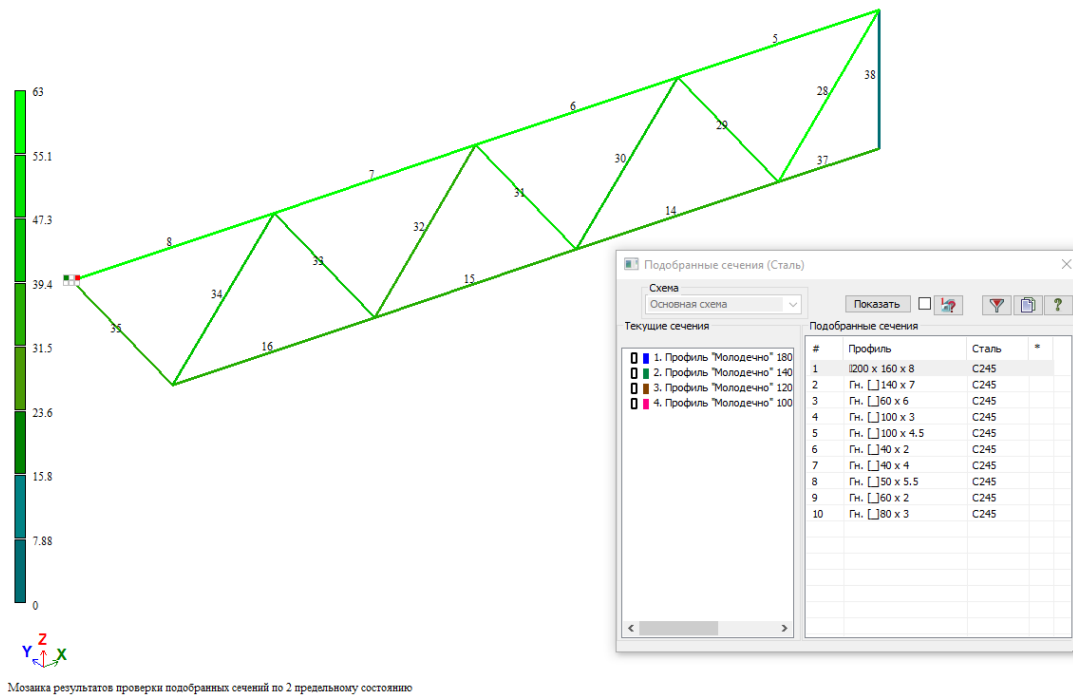 5
38
28
6
29
37
30
7
14
31
8
32
15
33
34
16
35
63
55.1
47.3
39.4
31.5
23.6
15.8
7.88
0
Z
Y
X
Мозаика результатов проверки подобранных сечений по 2 предельному состоянию
Подобранные сечения (Сталь)
Схема
Основная схема
Показать
Текущие сечения
1. Профиль "Молодечно" 180
2. Профиль "Молодечно" 140
3. Профиль "Молодечно" 120
4. Профиль "Молодечно" 100
Подобранные сечения
# Профиль Сталь *
1 200 x 160 x 8 C245
2 Гн. [_]140 x 7 C245
3 Гн. [_]60 x 6 C245
4 Гн. [_]100 x 3 C245
5 Гн. [_]100 x 4.5 C245
6 Гн. [_]40 x 2 C245
7 Гн. [_]40 x 4 C245
8 Гн. [_]50 x 5.5 C245
9 Гн. [_]60 x 2 C245
10 Гн. [_]80 x 3 C245